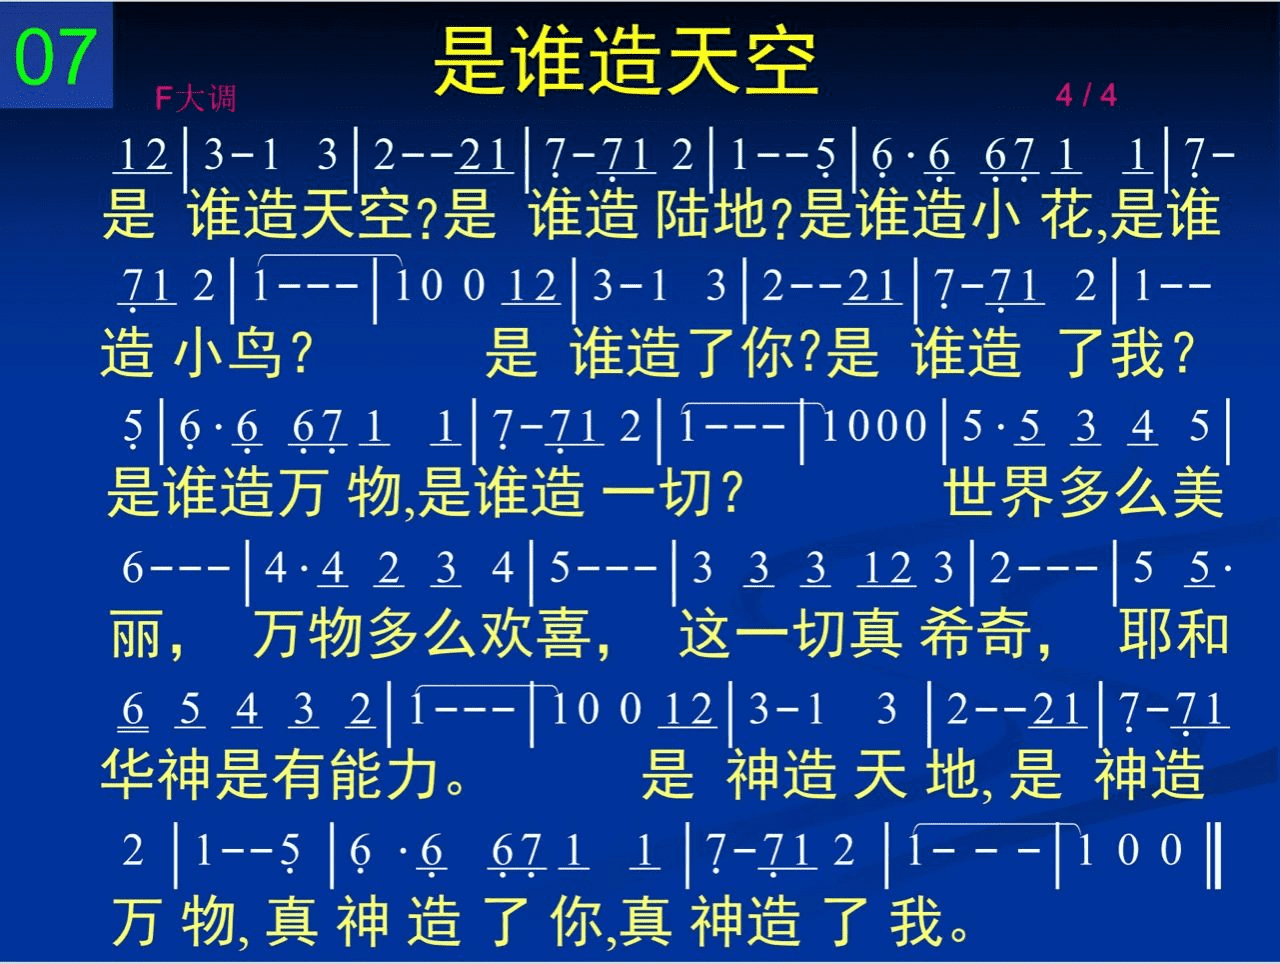 07
是谁造天空
F大调 4/4
12|3-1 3|2--21|7-71 2|1--5|6·6 67 1 1|7-
是 谁造天空?是 谁造 陆地?是谁造小 花,是谁
71 2|1---|100 12|3-1 3|2--21|7-71 2|1--
造 小鸟? 是 谁造了你?是 谁造 了我?
5|6·6 67 1 1|7-71 2|1---|1000|5·5 3 4 5|
是谁造万 物,是谁造 一切? 世界多么美
6---|4·4 2 3 4|5---|3 3 3 12 3|2---|5 5·
丽, 万物多么欢喜, 这一切真 希奇, 耶和
6 5 4 3 2|1---|100 12|3-1 3|2--21|7-71
华神是有能力。 是 神造 天 地, 是 神造
2|1--5|6·6 67 1 1|7-71 2|1---|100‖
万 物, 真 神 造 了 你,真 神造 了 我。